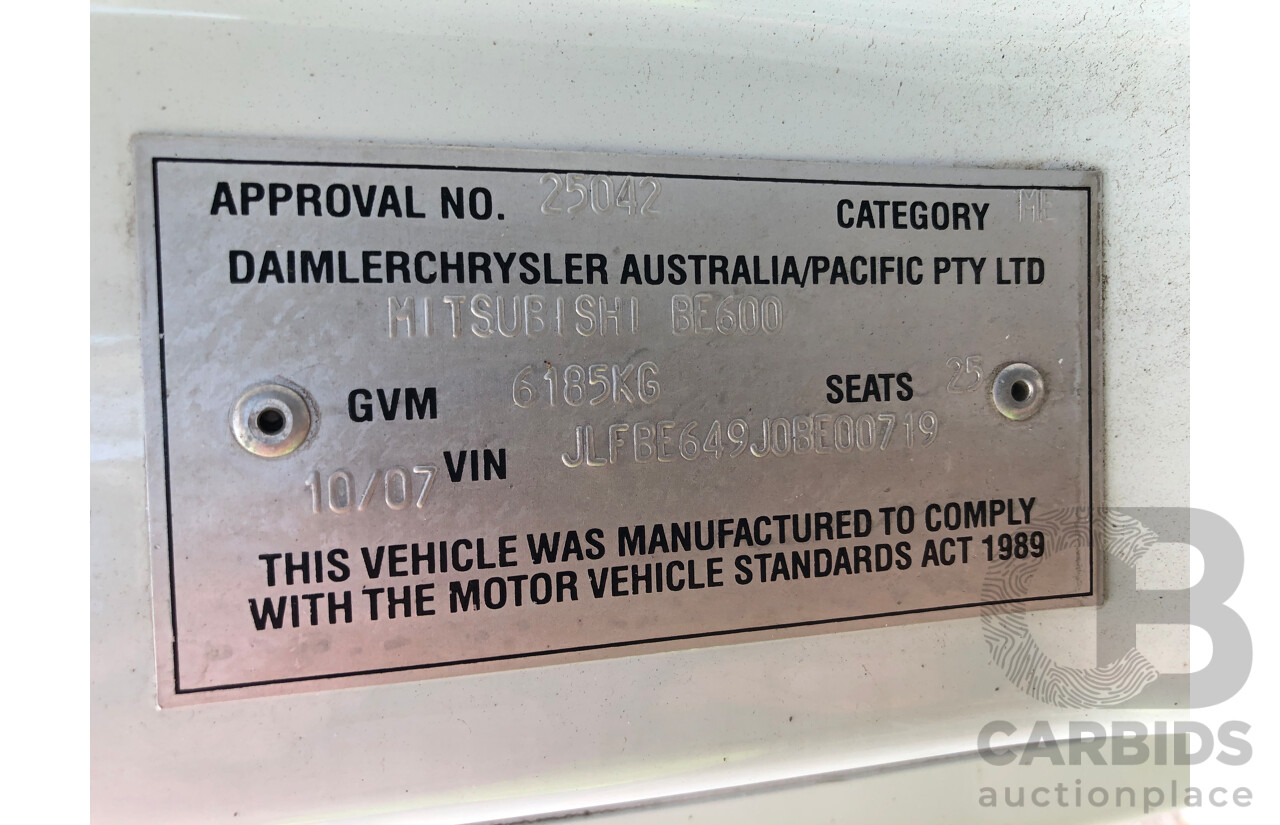 APPROVAL NO. 25042 CATEGORY ME
DAIMLERCHRYSLER AUSTRALIA/PACIFIC PTY LTD
MITSUBISHI BE600
GVM 6185KG SEATS 25
10/07 VIN JLFBE649J0BE00719
THIS VEHICLE WAS MANUFACTURED TO COMPLY
WITH THE MOTOR VEHICLE STANDARDS ACT 1989
CB
CARBIDS
auctionplace